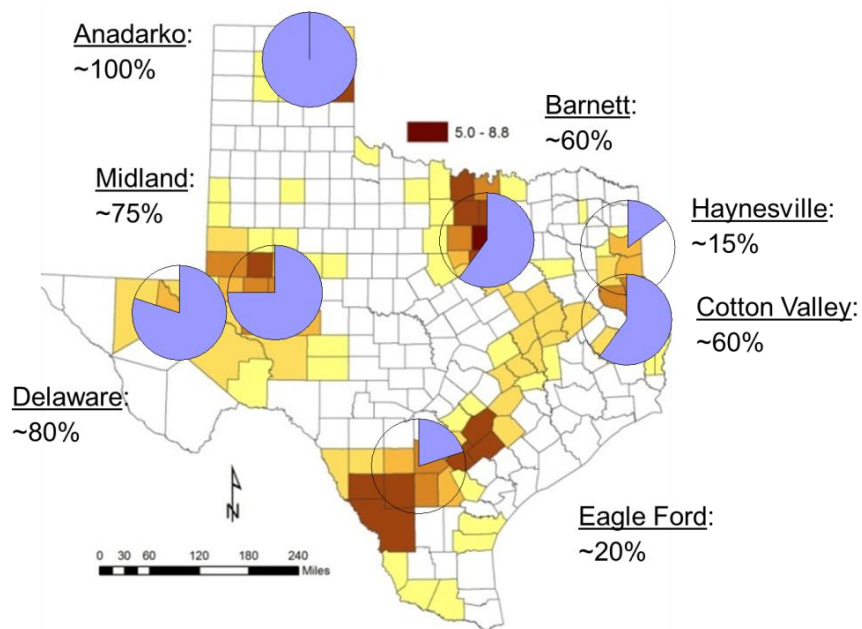 Anadarko:
~100%
Barnett:
~60%
5.0 - 8.8
Midland:
~75%
Haynesville:
~15%
Cotton Valley:
~60%
Delaware:
~80%
Eagle Ford:
~20%
N
0 30 60 120 180 240
Miles